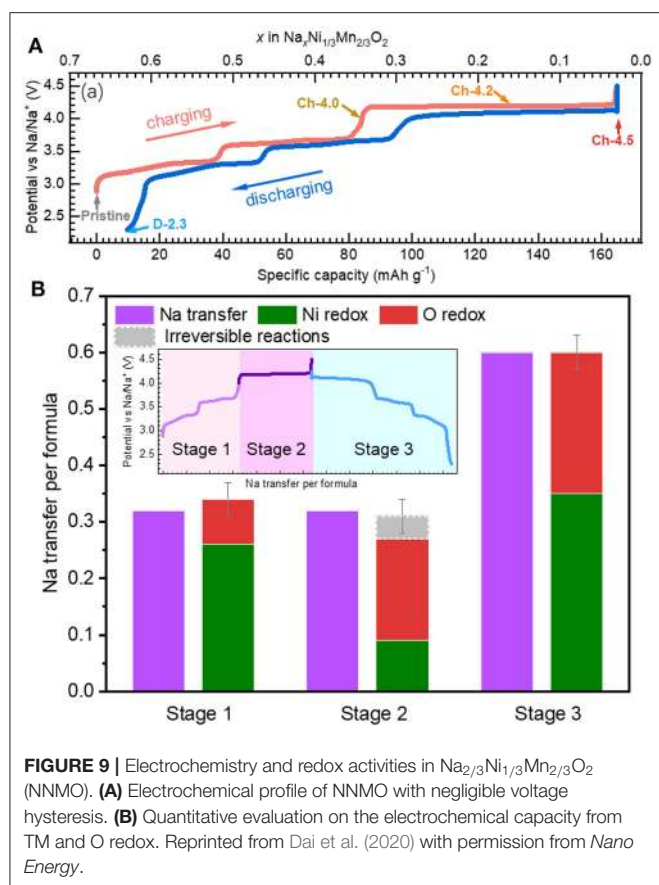 A
x in NaₓNi₁/₃Mn₂/₃O₂
0.7 0.6 0.5 0.4 0.3 0.2 0.1 0.0
(a)
Potential vs Na/Na⁺ (V)
4.5
4.0
3.5
3.0
2.5
charging
Ch-4.0
Ch-4.2
Ch-4.5
discharging
Pristine
D-2.3
0 20 40 60 80 100 120 140 160
Specific capacity (mAh g⁻¹)
B
Na transfer per formula
0.7
0.6
0.5
0.4
0.3
0.2
0.1
0.0
Na transfer Ni redox O redox
Irreversible reactions
Potential vs Na/Na⁺ (V)
4.5
4.0
3.5
3.0
2.5
Stage 1 Stage 2 Stage 3
Na transfer per formula
Stage 1 Stage 2 Stage 3
FIGURE 9 | Electrochemistry and redox activities in Na₂/₃Ni₁/₃Mn₂/₃O₂
(NNMO). (A) Electrochemical profile of NNMO with negligible voltage
hysteresis. (B) Quantitative evaluation on the electrochemical capacity from
TM and O redox. Reprinted from Dai et al. (2020) with permission from Nano
Energy.